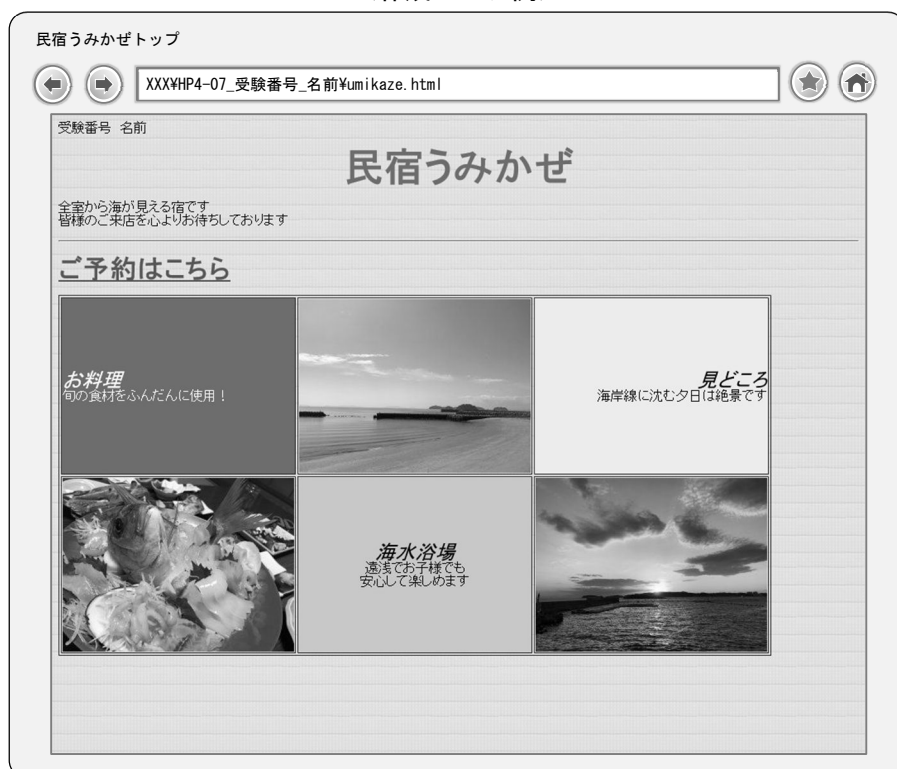 民宿うみかぜトップ
XXX¥HP4-07_受験番号_名前¥umikaze.html
受験番号 名前
民宿うみかぜ
全室から海が見える宿です
皆様のご来店を心よりお待ちしております
ご予約はこちら
お料理
旬の食材をふんだんに使用！
見どころ
海岸線に沈む夕日は絶景です
海水浴場
遠浅でお子様でも
安心して楽しめます